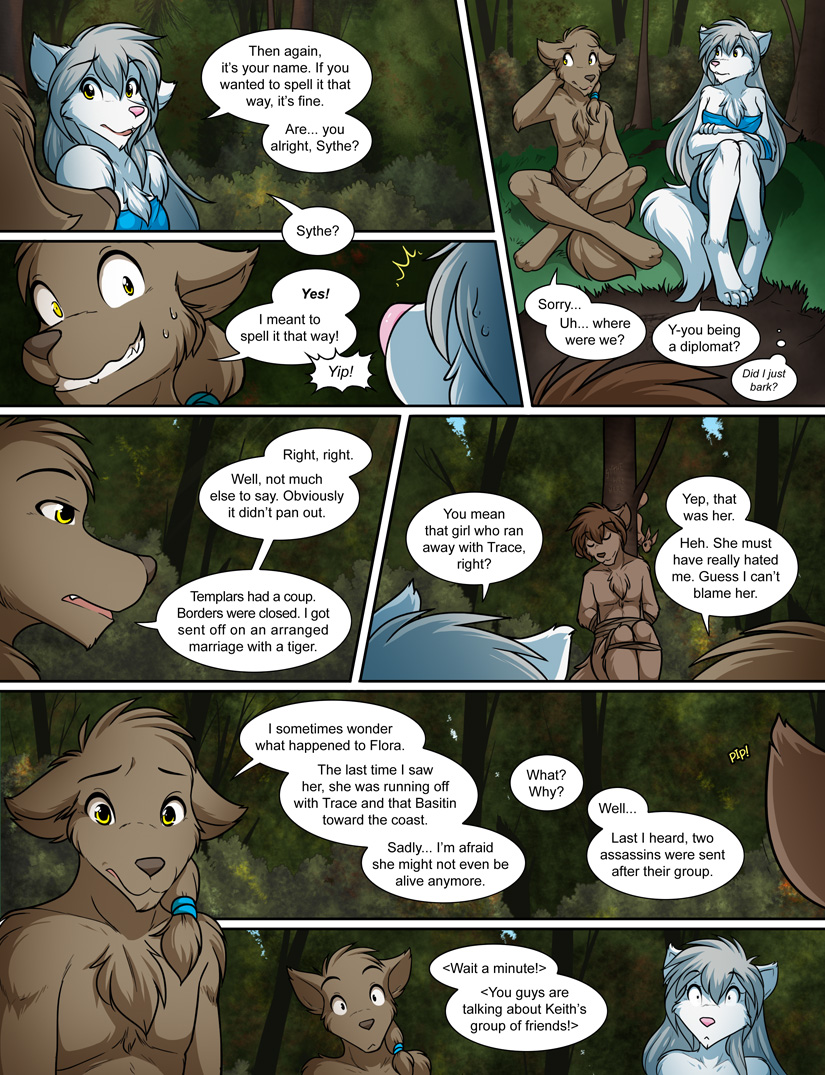 Then again,
it's your name. If you
wanted to spell it that
way, it's fine.
Are... you
alright, Sythe?
Sythe?
Yes!
I meant to
spell it that way!
Yip!
Sorry...
Uh... where
were we?
Y-you being
a diplomat?
Did I just
bark?
Right, right.
Well, not much
else to say. Obviously
it didn't pan out.
Templars had a coup.
Borders were closed. I got
sent off on an arranged
marriage with a tiger.
You mean
that girl who ran
away with Trace,
right?
Yep, that
was her.
Heh. She must
have really hated
me. Guess I can't
blame her.
I sometimes wonder
what happened to Flora.
The last time I saw
her, she was running off
with Trace and that Basitin
toward the coast.
Sadly... I'm afraid
she might not even be
alive anymore.
What?
Why?
Well...
Last I heard, two
assassins were sent
after their group.
pip!
<Wait a minute!>
<You guys are
talking about Keith's
group of friends!>